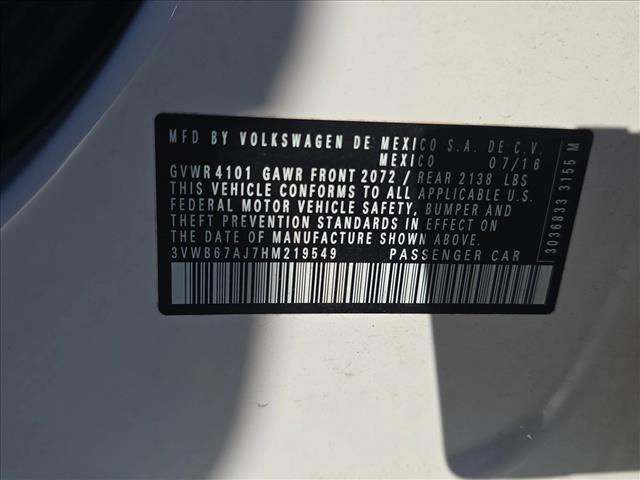 MFD BY VOLKSWAGEN DE MEXICO S.A. DE C.V.
MEXICO 07/16
GVWR 4101 GAWR FRONT 2072 / REAR 2138 LBS
THIS VEHICLE CONFORMS TO ALL APPLICABLE U.S.
FEDERAL MOTOR VEHICLE SAFETY, BUMPER AND
THEFT PREVENTION STANDARDS IN EFFECT ON
THE DATE OF MANUFACTURE SHOWN ABOVE.
3VWB67AJ7HM219549 PASSENGER CAR
3036833 3155 M